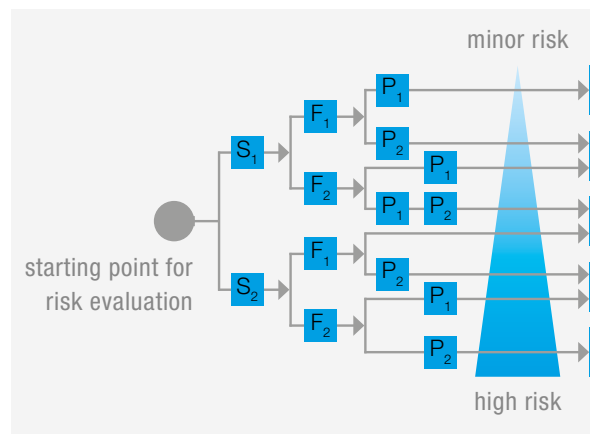 minor risk
P1
F1
P2
S1
P1
F2
P1 P2
starting point for
risk evaluation
F1
P2
S2
P1
F2
P2
high risk